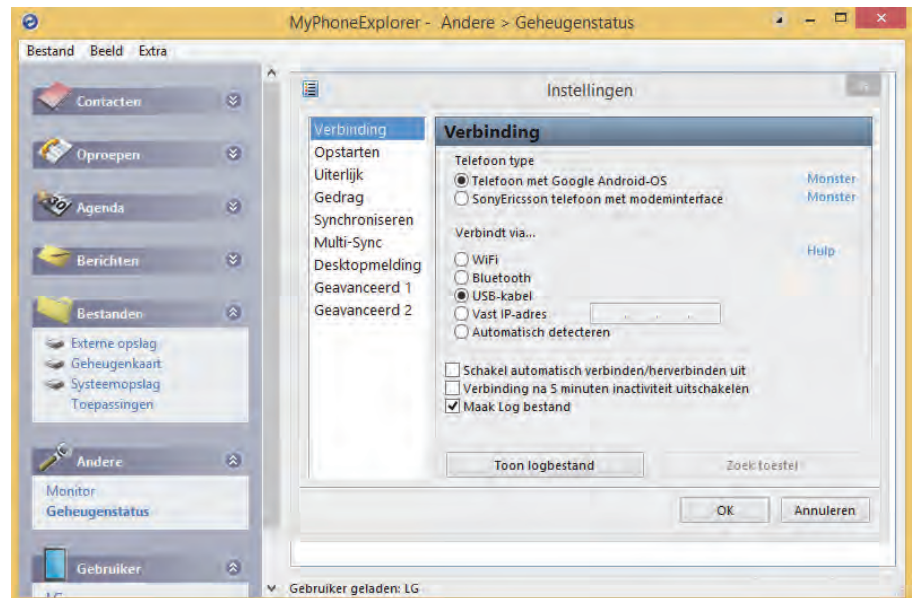 MyPhoneExplorer - Andere > Geheugenstatus
Bestand Beeld Extra
Contacten
Oproepen
Agenda
Berichten
Bestanden
Externe opslag
Geheugenkaart
Systeemopslag
Toepassingen
Andere
Monitor
Geheugenstatus
Gebruiker
LG
Instellingen
Verbinding
Opstarten
Uiterlijk
Gedrag
Synchroniseren
Multi-Sync
Desktopmelding
Geavanceerd 1
Geavanceerd 2
Verbinding
Telefoon type
Telefoon met Google Android-OS Monster
SonyEricsson telefoon met modeminterface Monster
Verbindt via...
Hulp
WiFi
Bluetooth
USB-kabel
Vast IP-adres
Automatisch detecteren
Schakel automatisch verbinden/herverbinden uit
Verbinding na 5 minuten inactiviteit uitschakelen
Maak Log bestand
Toon logbestand Zoek toestel
OK Annuleren
Gebruiker geladen: LG